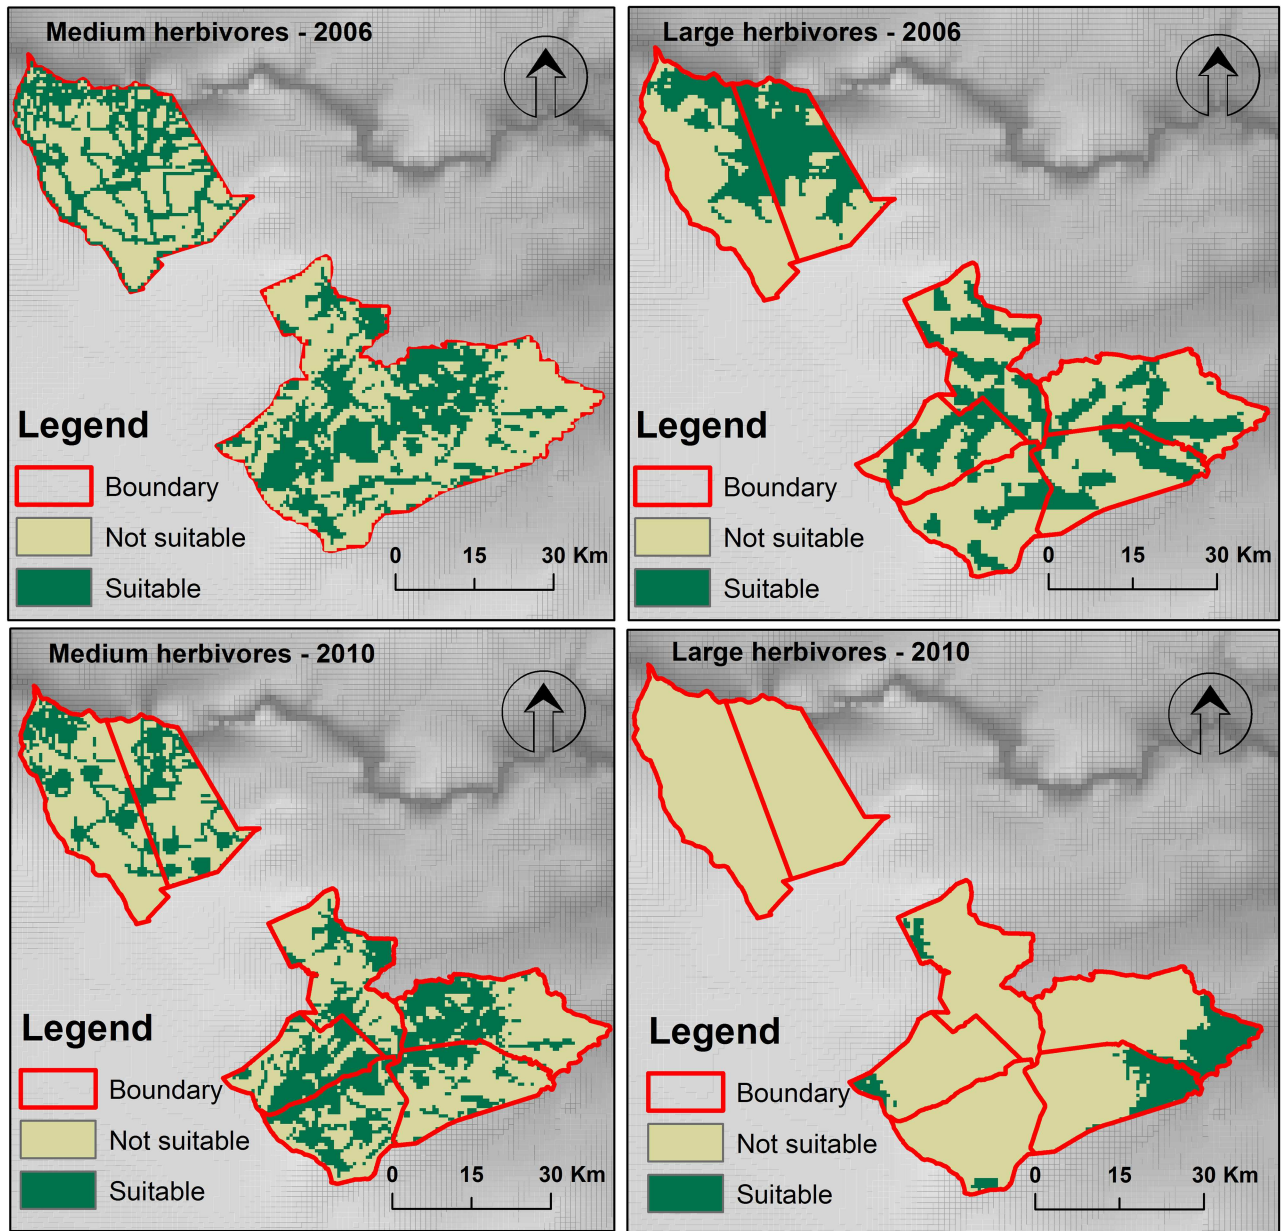 Medium herbivores - 2006
Legend
Boundary
Not suitable
Suitable
0 15 30 Km
Large herbivores - 2006
Legend
Boundary
Not suitable
Suitable
0 15 30 Km
Medium herbivores - 2010
Legend
Boundary
Not suitable
Suitable
0 15 30 Km
Large herbivores - 2010
Legend
Boundary
Not suitable
Suitable
0 15 30 Km